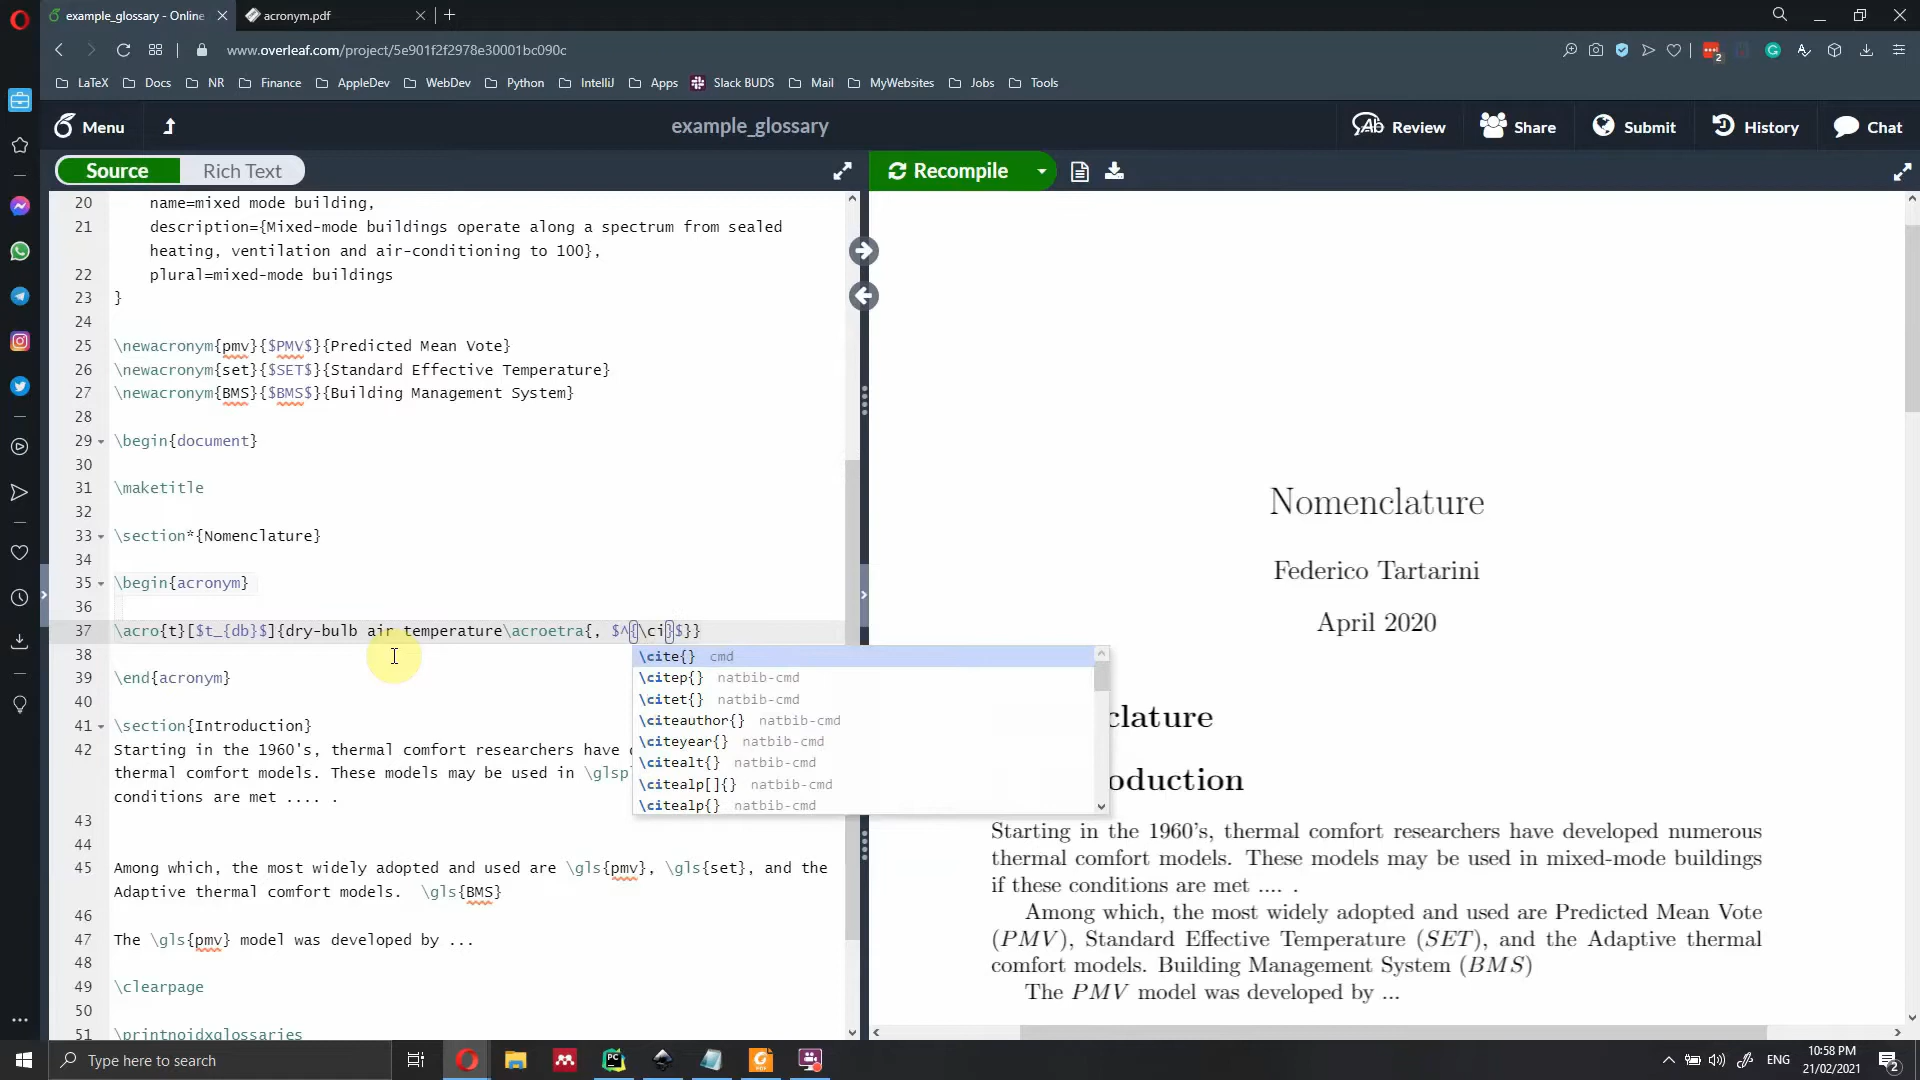 example_glossary - Online
acronym.pdf
www.overleaf.com/project/5e901f2f2978e30001bc090c
2
LaTeX
Docs
NR
Finance
AppleDev
WebDev
Python
IntelliJ
Apps
Slack BUDS
Mail
MyWebsites
Jobs
Tools
Menu
example_glossary
Review
Share
Submit
History
Chat
Source
Rich Text
Recompile
20 name=mixed mode building,
21 description={Mixed-mode buildings operate along a spectrum from sealed
heating, ventilation and air-conditioning to 100},
22 plural=mixed-mode buildings
23 }
24
25 \newacronym{pmv}{$PMV$}{Predicted Mean Vote}
26 \newacronym{set}{$SET$}{Standard Effective Temperature}
27 \newacronym{BMS}{$BMS$}{Building Management System}
28
29 \begin{document}
30
31 \maketitle
32
33 \section*{Nomenclature}
34
35 \begin{acronym}
36
37 \acro{t}[$t_{db}$]{dry-bulb air temperature\acroetra{, $^{\ci}$}}
38
39 \end{acronym}
40
41 \section{Introduction}
42 Starting in the 1960's, thermal comfort researchers have
thermal comfort models. These models may be used in \glsp
conditions are met .... .
43
44
45 Among which, the most widely adopted and used are \gls{pmv}, \gls{set}, and the
Adaptive thermal comfort models. \gls{BMS}
46
47 The \gls{pmv} model was developed by ...
48
49 \clearpage
50
51 \printnoidxglossaries
\cite{} cmd
\citep{} natbib-cmd
\citet{} natbib-cmd
\citeauthor{} natbib-cmd
\citeyear{} natbib-cmd
\citealt{} natbib-cmd
\citealp[]{} natbib-cmd
\citealp{} natbib-cmd
Nomenclature
Federico Tartarini
April 2020
clature
oduction
Starting in the 1960's, thermal comfort researchers have developed numerous
thermal comfort models. These models may be used in mixed-mode buildings
if these conditions are met .... .
Among which, the most widely adopted and used are Predicted Mean Vote
(PMV), Standard Effective Temperature (SET), and the Adaptive thermal
comfort models. Building Management System (BMS)
The PMV model was developed by ...
Type here to search
ENG
10:58 PM
21/02/2021
2